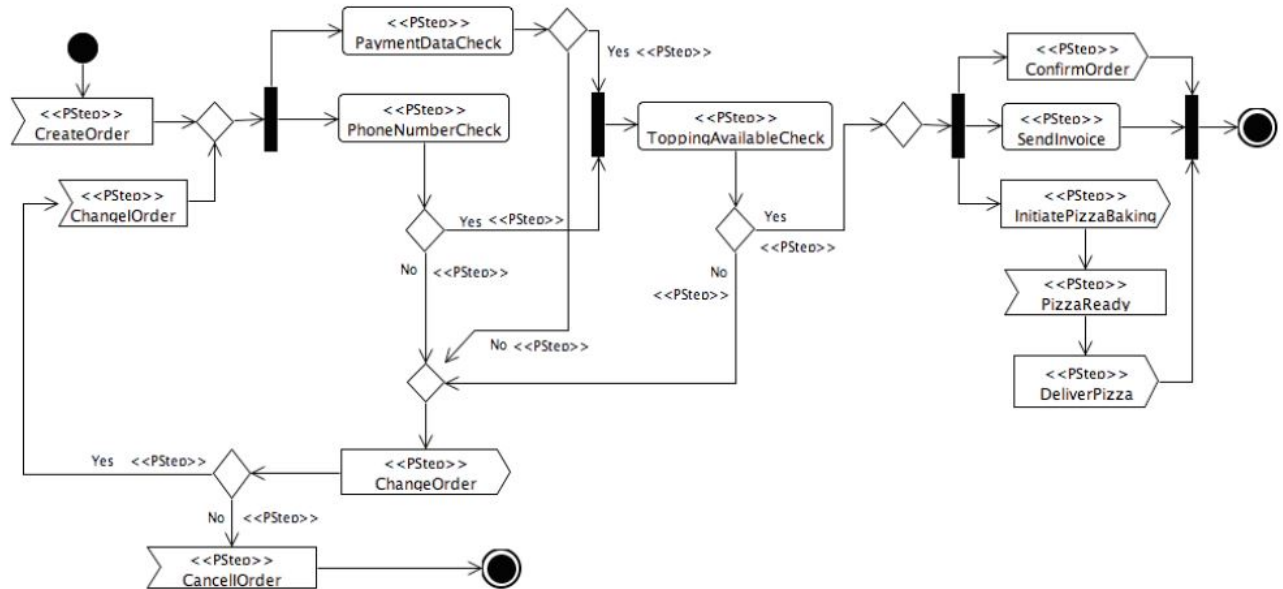 <<PStep>>
PaymentDataCheck
Yes <<PStep>>
<<PStep>>
ConfirmOrder
<<PStep>>
CreateOrder
<<PStep>>
PhoneNumberCheck
<<PStep>>
ToppingAvailableCheck
<<PStep>>
SendInvoice
<<PStep>>
ChangelOrder
Yes <<PStep>>
Yes
<<PStep>>
<<PStep>>
InitiatePizzaBaking
No <<PStep>>
No
<<PStep>>
<<PStep>>
PizzaReady
No <<PStep>>
<<PStep>>
DeliverPizza
Yes <<PStep>>
<<PStep>>
ChangeOrder
No <<PStep>>
<<PStep>>
CancellOrder